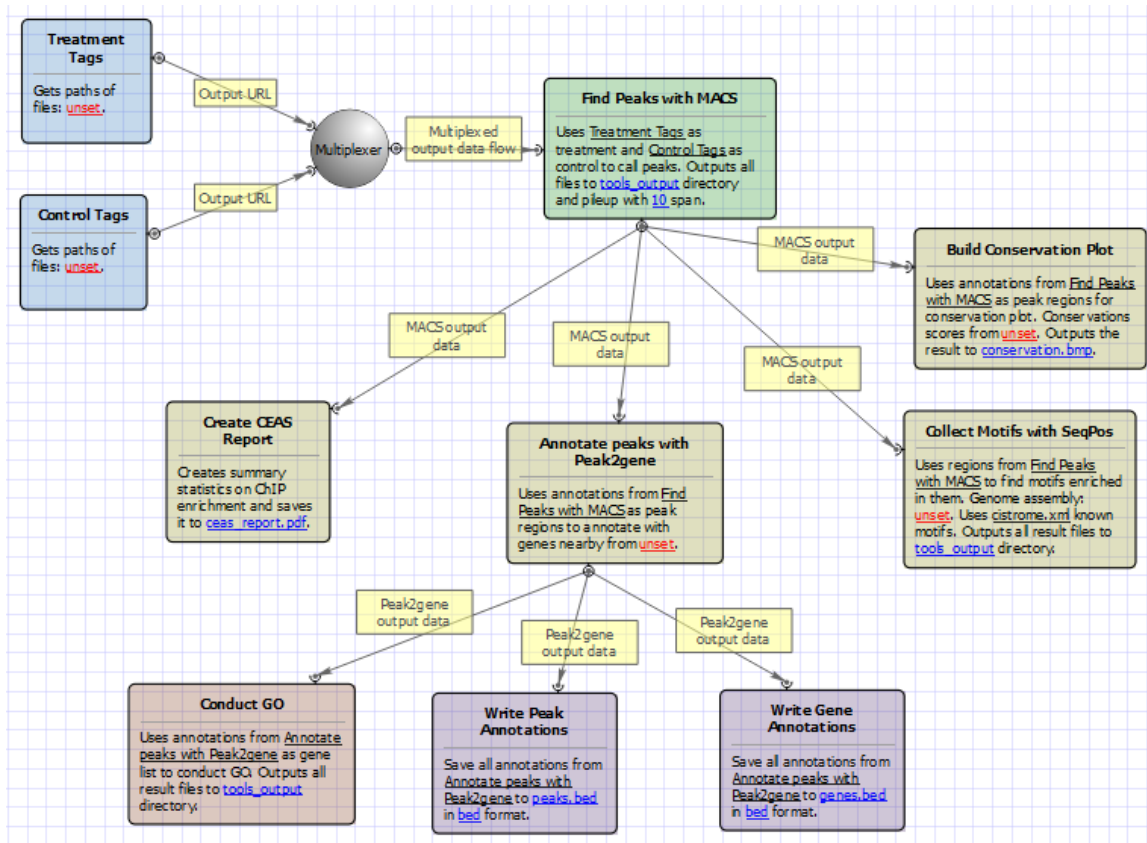 Treatment
Tags
Gets paths of
files: unset.
Output URL
Control Tags
Gets paths of
files: unset.
Output URL
Multiplexer
Multiplexed
output data flow
Find Peaks with MACS
Uses Treatment Tags as
treatment and Control Tags as
control to call peaks. Outputs all
files to tools_output directory
and pileup with 10 span.
MACS output
data
Build Conservation Plot
Uses annotations from Find Peaks
with MACS as peak regions for
conservation plot. Conservations
scores from unset. Outputs the
result to conservation.bmp.
MACS output
data
MACS output
data
MACS output
data
Create CEAS
Report
Creates summary
statistics on ChIP
enrichment and saves
it to ceas_report.pdf.
Annotate peaks with
Peak2gene
Uses annotations from Find
Peaks with MACS as peak
regions to annotate with
genes nearby from unset.
Collect Motifs with SeqPos
Uses regions from Find Peaks
with MACS to find motifs enriched
in them. Genome assembly:
unset. Uses cistrome.xml known
motifs. Outputs all result files to
tools_output directory.
Peak2gene
output data
Peak2gene
output data
Peak2gene
output data
Conduct GO
Uses annotations from Annotate
peaks with Peak2gene as gene
list to conduct GO. Outputs all
result files to tools_output
directory.
Write Peak
Annotations
Save all annotations from
Annotate peaks with
Peak2gene to peaks.bed
in bed format.
Write Gene
Annotations
Save all annotations from
Annotate peaks with
Peak2gene to genes.bed
in bed format.